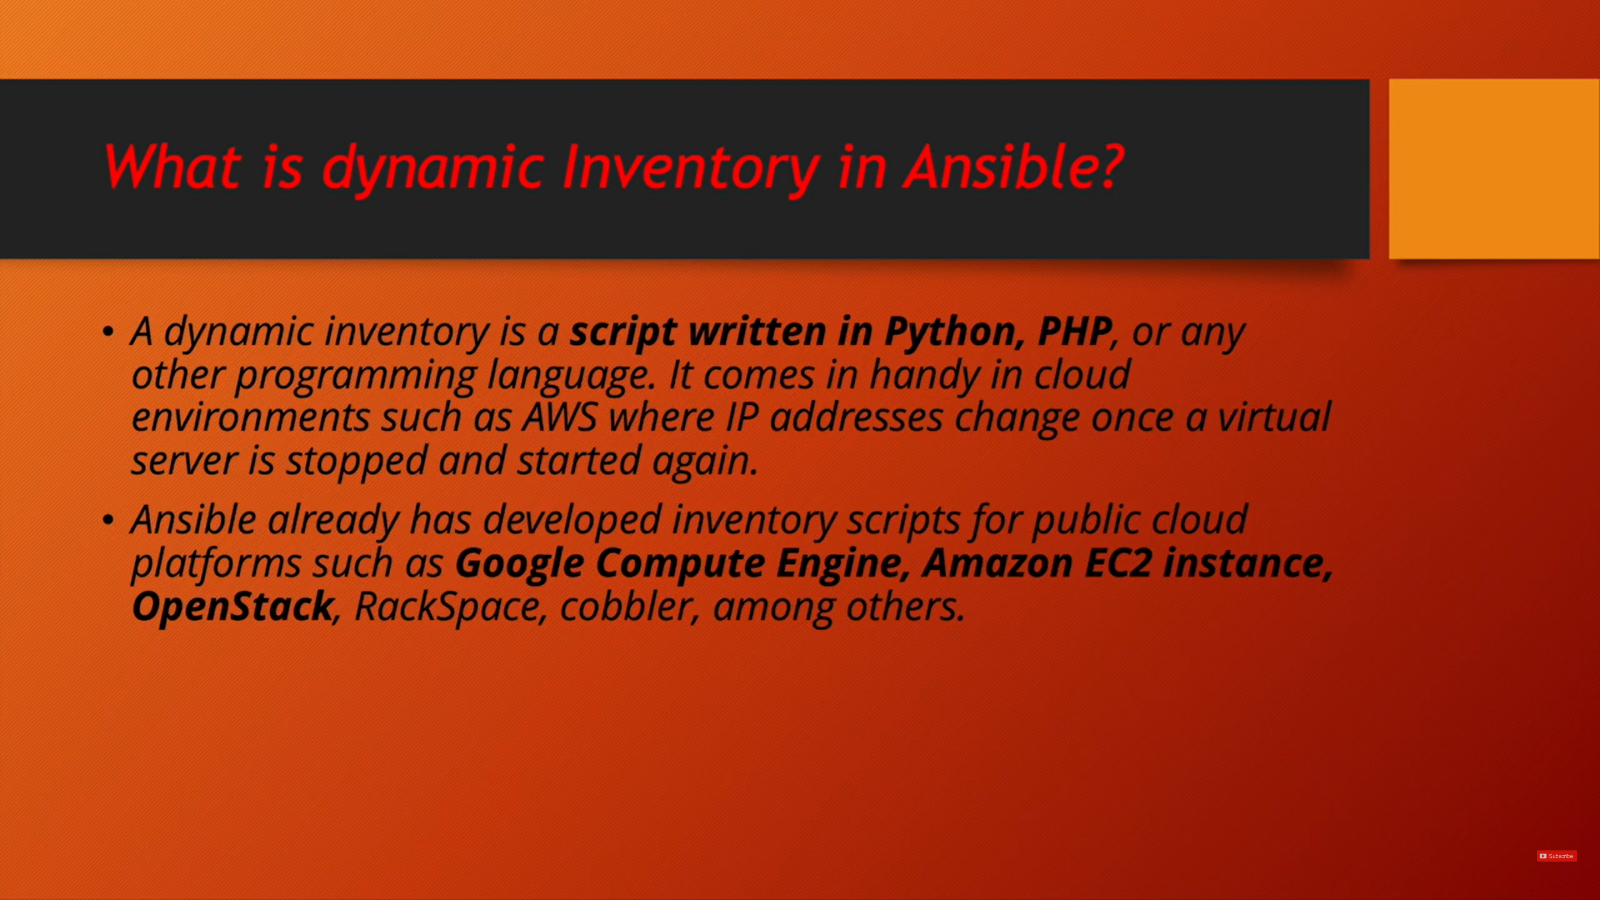 What is dynamic Inventory in Ansible?
• A dynamic inventory is a script written in Python, PHP, or any
other programming language. It comes in handy in cloud
environments such as AWS where IP addresses change once a virtual
server is stopped and started again.
• Ansible already has developed inventory scripts for public cloud
platforms such as Google Compute Engine, Amazon EC2 instance,
OpenStack, RackSpace, cobbler, among others.
Subscribe